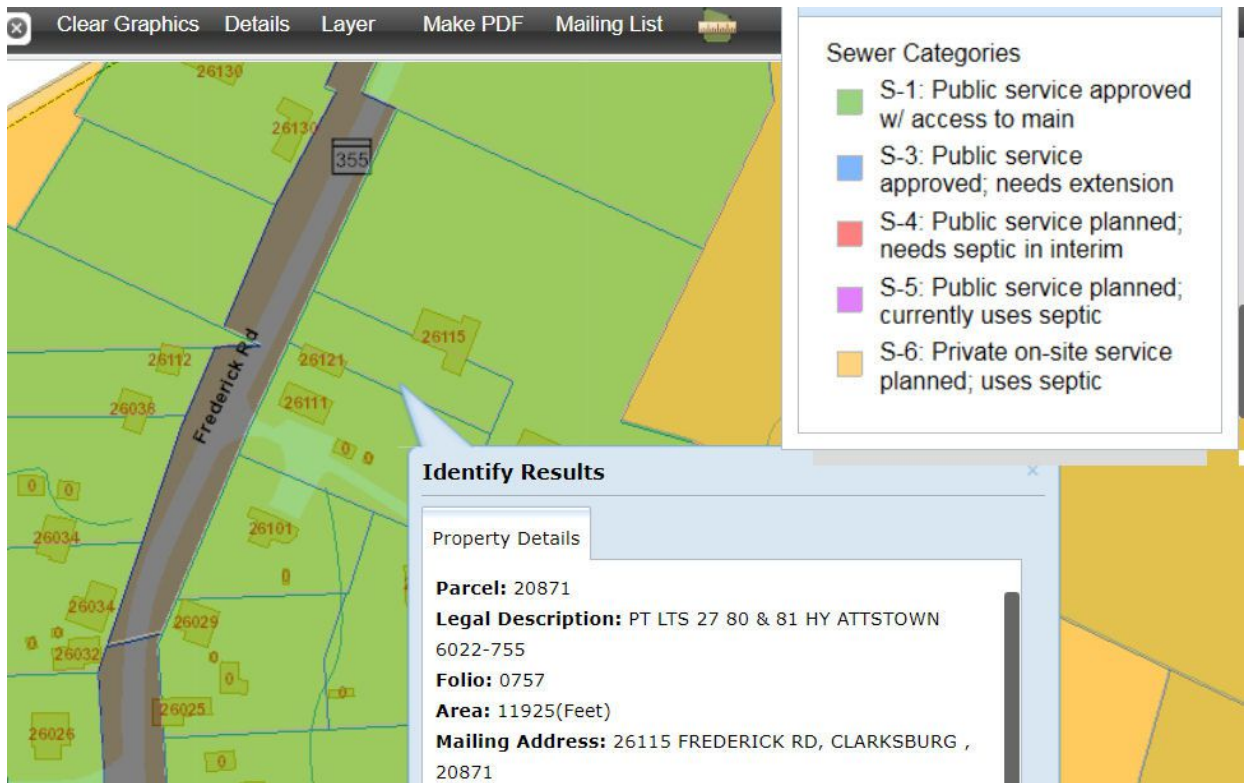 Clear Graphics Details Layer Make PDF Mailing List
Sewer Categories
S-1: Public service approved
w/ access to main
S-3: Public service
approved; needs extension
S-4: Public service planned;
needs septic in interim
S-5: Public service planned;
currently uses septic
S-6: Private on-site service
planned; uses septic
26130
26130
355
Frederick Rd
26115
26112
26121
26038
26111
0
0
0
0
26034
26101
0
26034
26029
0
0
26032
0
0
0
26025
26026
0
Identify Results
Property Details
Parcel: 20871
Legal Description: PT LTS 27 80 & 81 HY ATTSTOWN
6022-755
Folio: 0757
Area: 11925(Feet)
Mailing Address: 26115 FREDERICK RD, CLARKSBURG ,
20871